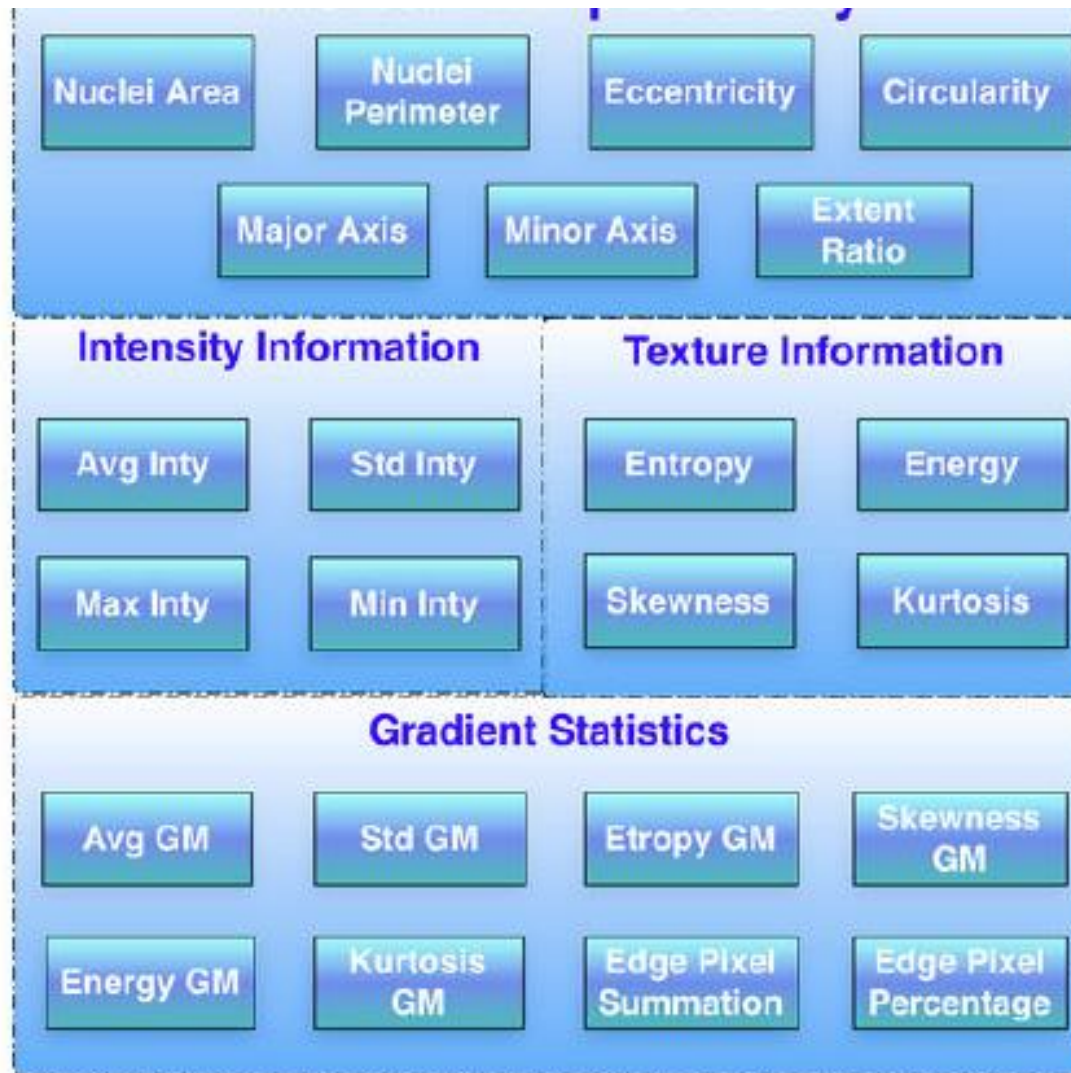 Nuclei Area
Nuclei
Perimeter
Eccentricity
Circularity
Major Axis
Minor Axis
Extent
Ratio
Intensity Information
Texture Information
Avg Inty
Std Inty
Entropy
Energy
Max Inty
Min Inty
Skewness
Kurtosis
Gradient Statistics
Avg GM
Std GM
Etropy GM
Skewness
GM
Energy GM
Kurtosis
GM
Edge Pixel
Summation
Edge Pixel
Percentage